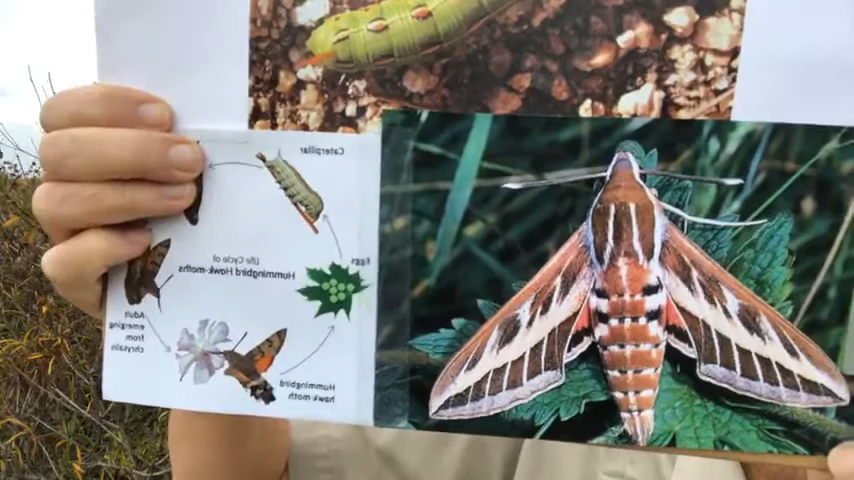 Caterpillar
Eggs
Life Cycle of
Hummingbird Hawk-moths
Adult
emerging
from
chrysalis
Hummingbird
hawk-moth